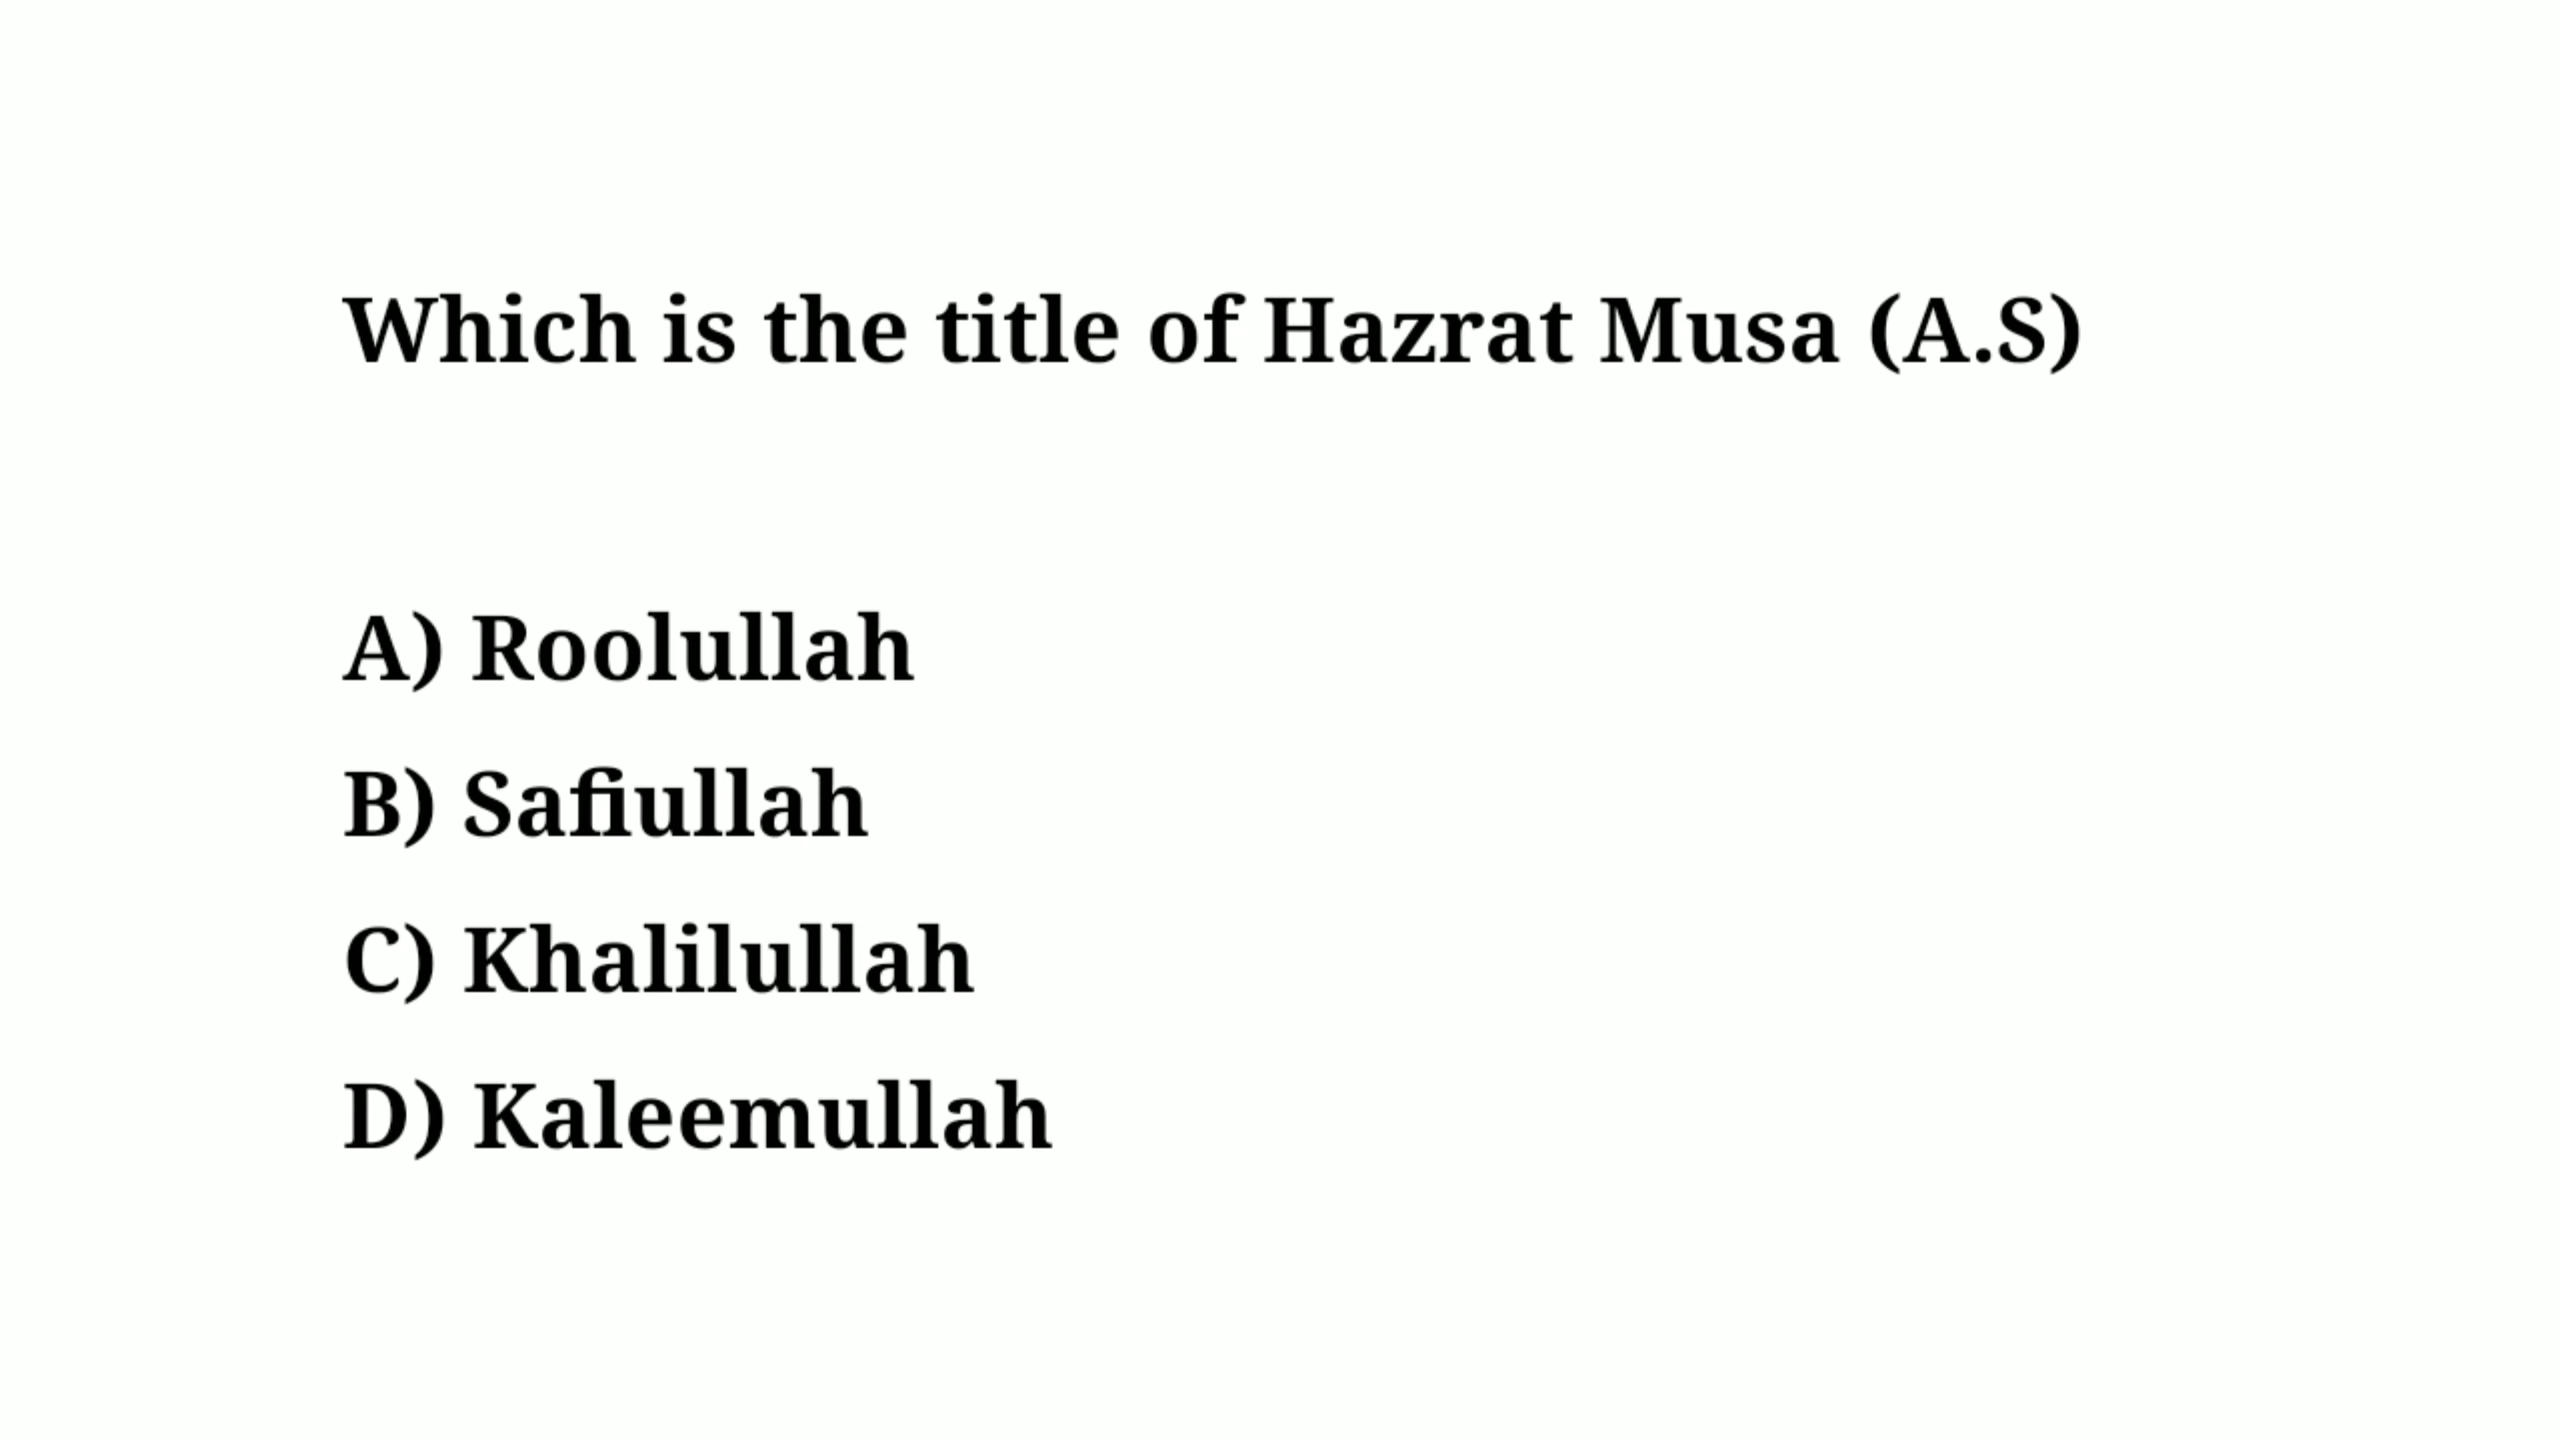 Which is the title of Hazrat Musa (A.S)
A) Roolullah
B) Safiullah
C) Khalilullah
D) Kaleemullah